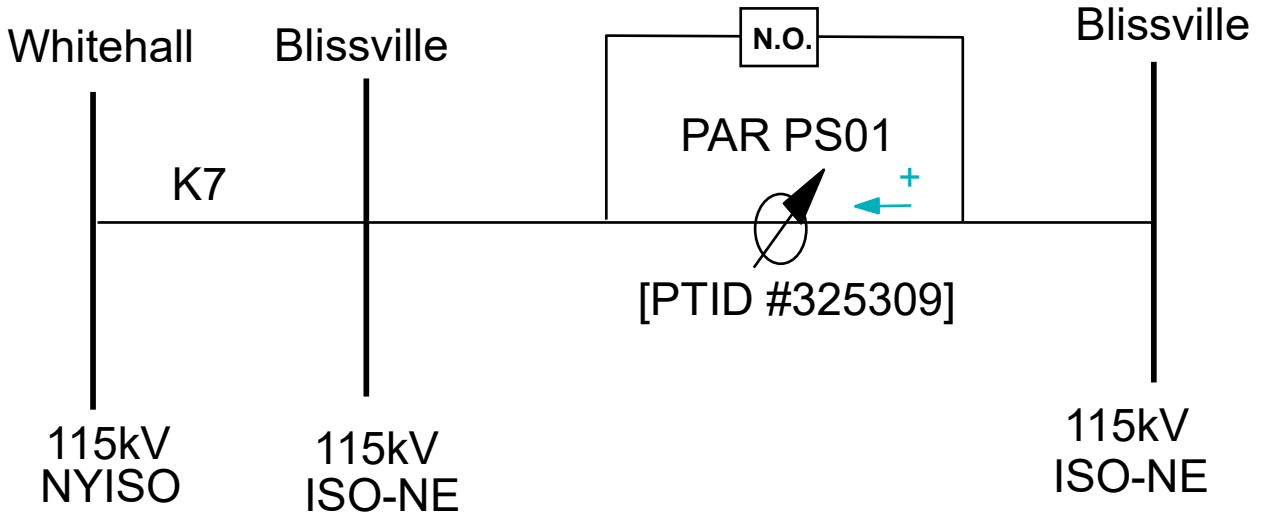 Whitehall
Blissville
N.O.
Blissville
PAR PS01
K7
+
[PTID #325309]
115kV
NYISO
115kV
ISO-NE
115kV
ISO-NE